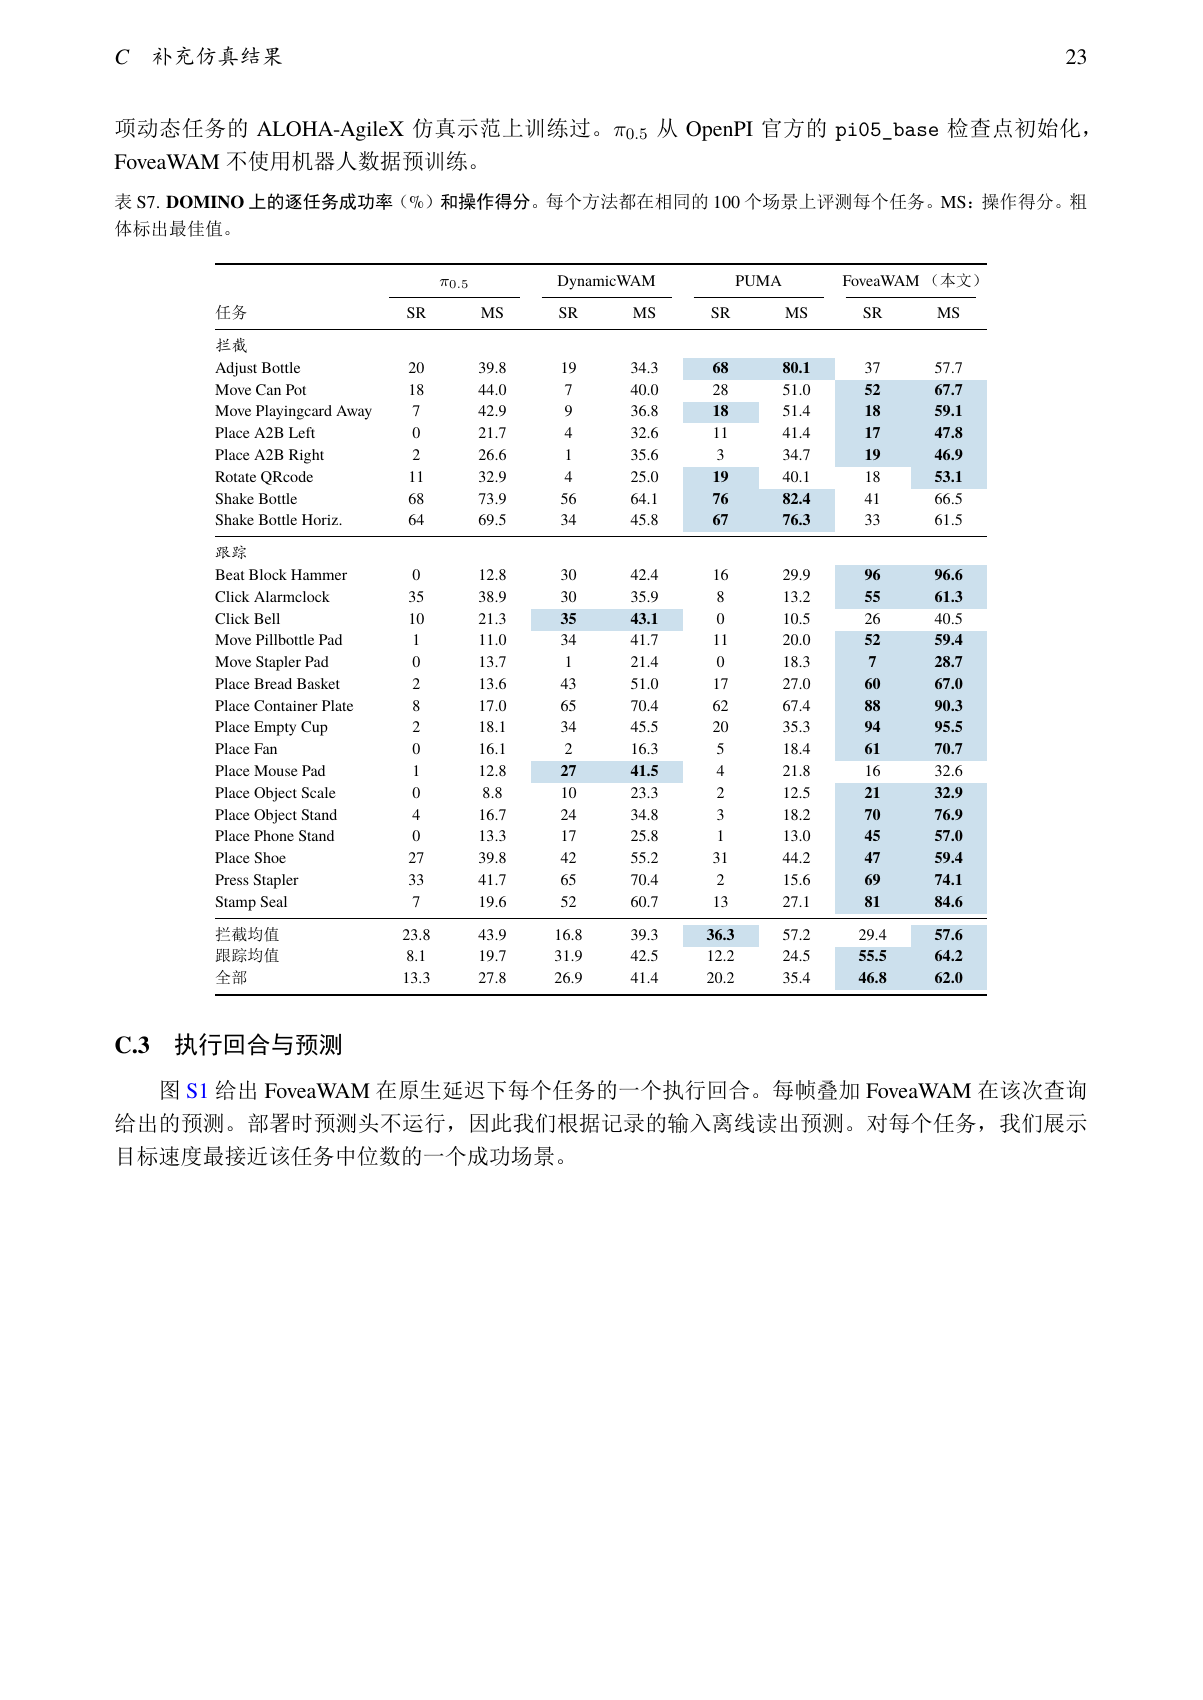 C 补充仿真结果 23
项动态任务的 ALOHA-AgileX 仿真示范上训练过。π0.5 从 OpenPI 官方的 pi05_base 检查点初始化，
FoveaWAM 不使用机器人数据预训练。
表 S7. DOMINO 上的逐任务成功率（%）和操作得分。每个方法都在相同的 100 个场景上评测每个任务。MS：操作得分。粗
体标出最佳值。
π0.5 DynamicWAM PUMA FoveaWAM （本文）
任务 SR MS SR MS SR MS SR MS
拦截
Adjust Bottle 20 39.8 19 34.3 68 80.1 37 57.7
Move Can Pot 18 44.0 7 40.0 28 51.0 52 67.7
Move Playingcard Away 7 42.9 9 36.8 18 51.4 18 59.1
Place A2B Left 0 21.7 4 32.6 11 41.4 17 47.8
Place A2B Right 2 26.6 1 35.6 3 34.7 19 46.9
Rotate QRcode 11 32.9 4 25.0 19 40.1 18 53.1
Shake Bottle 68 73.9 56 64.1 76 82.4 41 66.5
Shake Bottle Horiz. 64 69.5 34 45.8 67 76.3 33 61.5
跟踪
Beat Block Hammer 0 12.8 30 42.4 16 29.9 96 96.6
Click Alarmclock 35 38.9 30 35.9 8 13.2 55 61.3
Click Bell 10 21.3 35 43.1 0 10.5 26 40.5
Move Pillbottle Pad 1 11.0 34 41.7 11 20.0 52 59.4
Move Stapler Pad 0 13.7 1 21.4 0 18.3 7 28.7
Place Bread Basket 2 13.6 43 51.0 17 27.0 60 67.0
Place Container Plate 8 17.0 65 70.4 62 67.4 88 90.3
Place Empty Cup 2 18.1 34 45.5 20 35.3 94 95.5
Place Fan 0 16.1 2 16.3 5 18.4 61 70.7
Place Mouse Pad 1 12.8 27 41.5 4 21.8 16 32.6
Place Object Scale 0 8.8 10 23.3 2 12.5 21 32.9
Place Object Stand 4 16.7 24 34.8 3 18.2 70 76.9
Place Phone Stand 0 13.3 17 25.8 1 13.0 45 57.0
Place Shoe 27 39.8 42 55.2 31 44.2 47 59.4
Press Stapler 33 41.7 65 70.4 2 15.6 69 74.1
Stamp Seal 7 19.6 52 60.7 13 27.1 81 84.6
拦截均值 23.8 43.9 16.8 39.3 36.3 57.2 29.4 57.6
跟踪均值 8.1 19.7 31.9 42.5 12.2 24.5 55.5 64.2
全部 13.3 27.8 26.9 41.4 20.2 35.4 46.8 62.0
C.3 执行回合与预测
图 S1 给出 FoveaWAM 在原生延迟下每个任务的一个执行回合。每帧叠加 FoveaWAM 在该次查询
给出的预测。部署时预测头不运行，因此我们根据记录的输入离线读出预测。对每个任务，我们展示
目标速度最接近该任务中位数的一个成功场景。